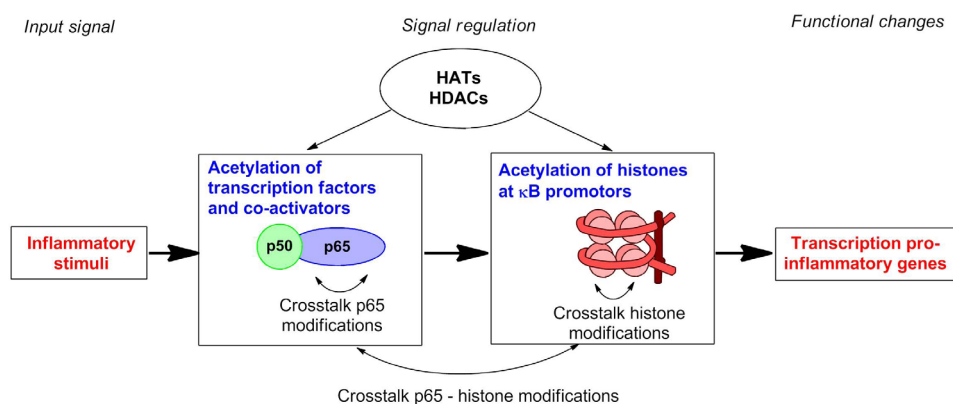 Input signal
Signal regulation
Functional changes
HATs
HDACs
Acetylation of
transcription factors
and co-activators
p50
p65
Crosstalk p65
modifications
Acetylation of histones
at κB promotors
Crosstalk histone
modifications
Inflammatory
stimuli
Transcription pro-
inflammatory genes
Crosstalk p65 - histone modifications